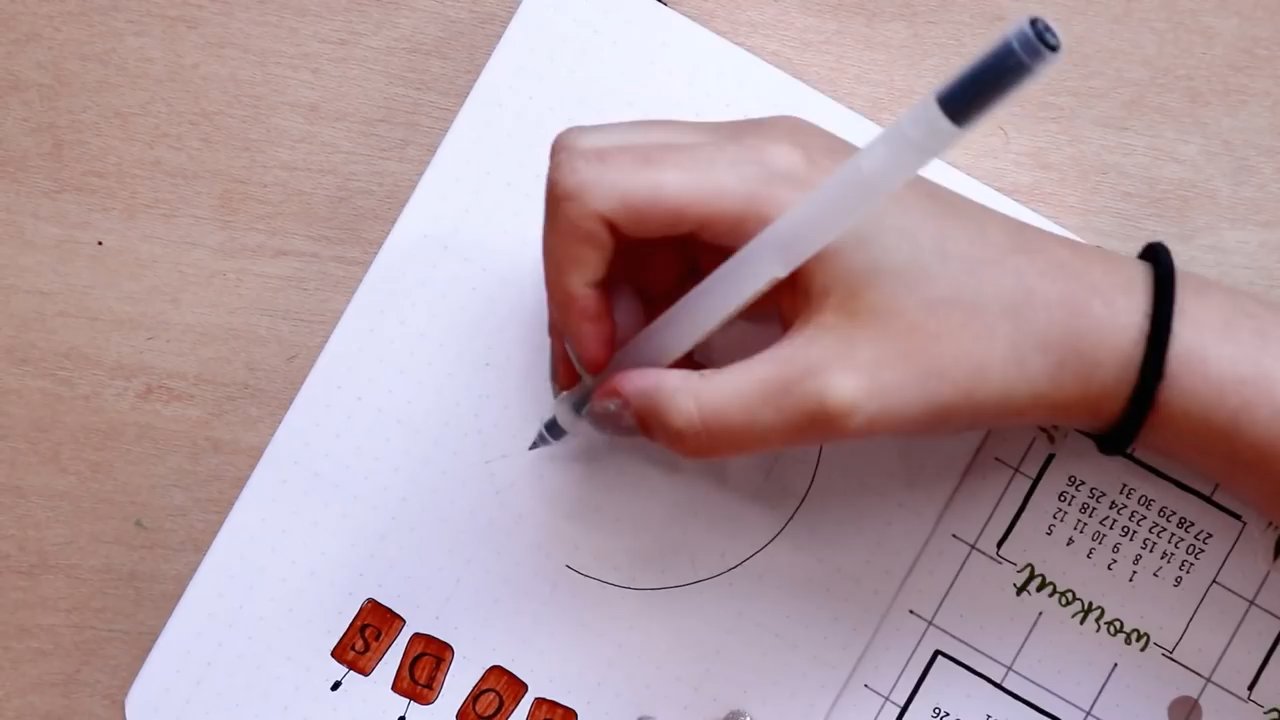 O D S
workout
1 2 3 4 5
6 7 8 9 10 11 12
13 14 15 16 17 18 19
20 21 22 23 24 25 26
27 28 29 30 31
26